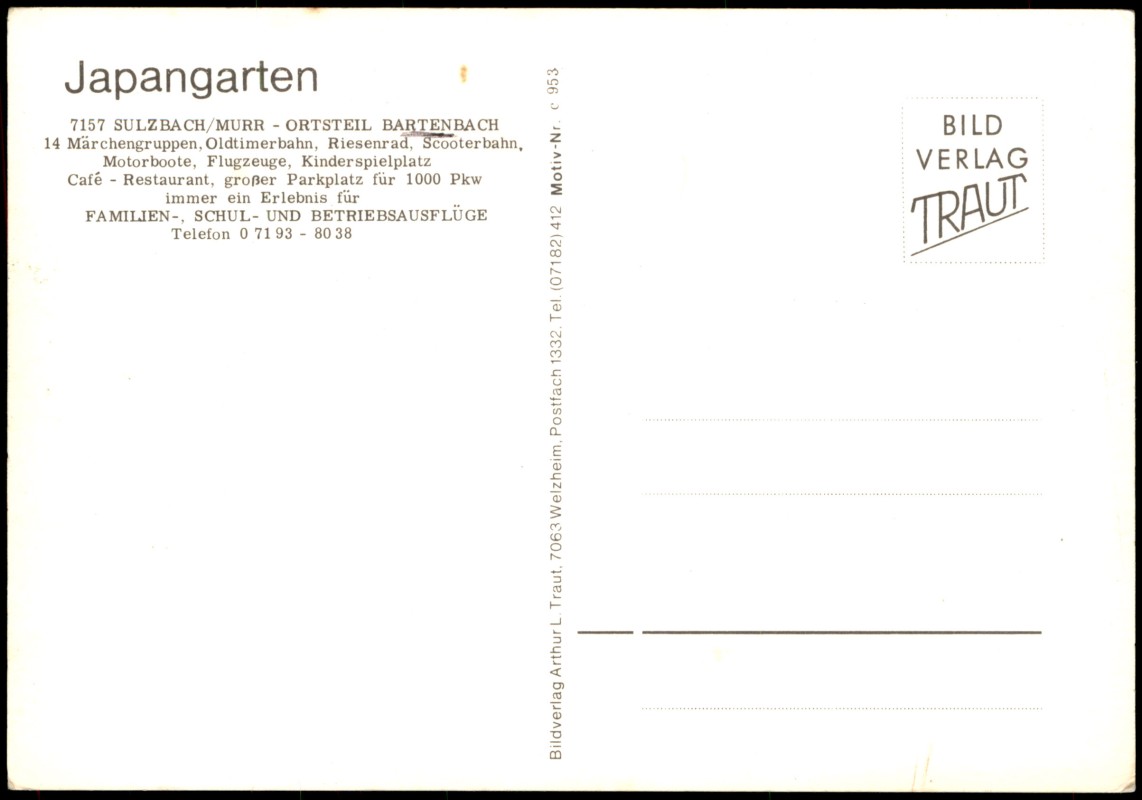 Japangarten
7157 SULZBACH/MURR - ORTSTEIL BARTENBACH
14 Märchengruppen, Oldtimerbahn, Riesenrad, Scooterbahn,
Motorboote, Flugzeuge, Kinderspielplatz
Café - Restaurant, großer Parkplatz für 1000 Pkw
immer ein Erlebnis für
FAMILIEN-, SCHUL- UND BETRIEBSAUSFLÜGE
Telefon 0 71 93 - 80 38
Bildverlag Arthur L. Traut, 7063 Welzheim, Postfach 1332. Tel. (07182) 412 Motiv-Nr. c 953
BILD
VERLAG
TRAUT